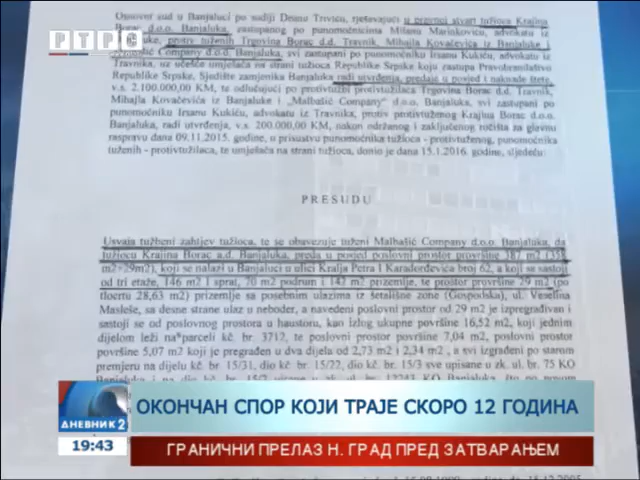 Osnovni sud u Banjaluci po sudiji Deanu Trzviću, rješavajući u pravnoj stvari tužioca Krajina
Borac d.o.o. Banjaluka, zastupanog po punomoćnicima Milanu Marinkoviću, advokatu iz
protiv tuženih Trgovina Borac d.d. Travnik, Mihaila Kovačevića iz Banjaluke i
Company d.o.o. Banjaluka, svi zastupani po punomoćniku Irsanu Kukiću, advokatu iz
Travnika, uz učešće umješača na strani tužioca Republike Srpske koju zastupa Pravobranilaštvo
Republike Srpske, Sjedište zamjenika Banjaluka radi utvrđenja, predaje u posjed i naknade štete,
v.s. 2.100.000,00 KM, te odlučujući po protivtužbi protivtužilaca Trgovina Borac d.d. Travnik,
Mihajla Kovačevića iz Banjaluke i „Malbašić Company" d.o.o. Banjaluka, svi zastupani po
punomoćniku Irsanu Kukiću, advokatu iz Travnika, protiv protivtuženog Krajina Borac d.o.o
Banjaluka, radi utvrđenja, v.s. 200.000,00 KM, nakon održanog i zaključenog ročišta za glavnu
raspravu dana 09.11.2015. godine, u prisustvu punomoćnika tužioca - protivtuženog, punomoćnika
tuženih - protivtužilaca, te umješača na strani tužioca, donio je dana 15.1.2016. godine, sljedeću:
PRESUDU
Usvaja tužbeni zahtjev tužioca, te se obavezuje tuženi Malbašić Company d.o.o. Banjaluka, da
tužiocu Krajina Borac a.d. Banjaluka, preda u posjed poslovni prostor površine 387 m2 (358
m2+29m2), koji se nalazi u Banjaluci u ulici Kralja Petra I Karađorđevića broj 62, a koji se sastoji
od tri etaže, 146 m2 I sprat, 70 m2 podrum i 142 m2 prizemlje, te prostor površine 29 m2 (po
tlocrtu 28,63 m2) prizemlje sa posebnim ulazima iz šetališne zone (Gospodska), ul. Veselina
Masleše, sa desne strane ulaz u neboder, a navedeni poslovni prostor od 29 m2 je izpregrađivan i
sastoji se od poslovnog prostora u haustoru, kao izlog ukupne površine 16,52 m2, koji jednim
dijelom leži na parceli kč. br. 3712, te poslovni prostor površine 7,04 m2, poslovni prostor
površine 5,07 m2 koji je pregrađen u dva dijela od 2,73 m2 i 2,34 m2 , a svi izgrađeni po starom
premjeru na dijelu kč. br. 15/31, dio kč. br. 15/22, dio kč. br. 15/3 sve upisane u zk. ul. br. 75 KO
РТРС
ДНЕВНИК 2
ОКОНЧАН СПОР КОЈИ ТРАЈЕ СКОРО 12 ГОДИНА
19:43
ГРАНИЧНИ ПРЕЛАЗ Н. ГРАД ПРЕД ЗАТВАРАЊЕМ